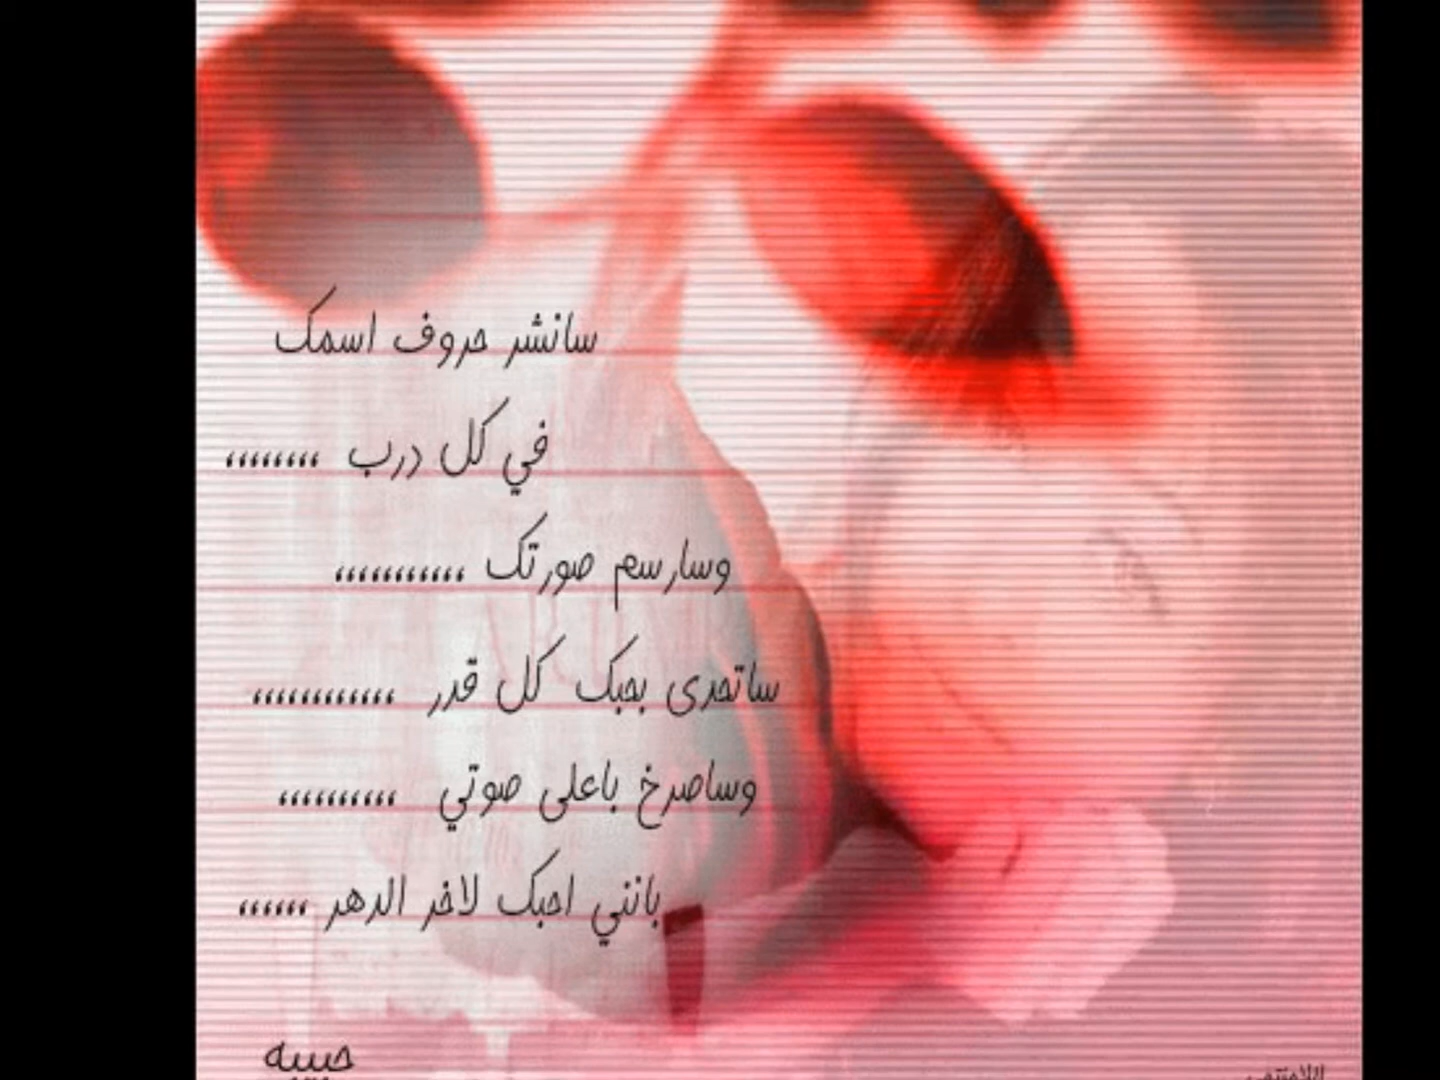 سانشر حروف اسمك
في كل درب ،،،،،،،،
وسارسم صورتك ،،،،،،،،،،،
ساتحدى بحبك كل قدر ،،،،،،،،،،،،
وساصرخ باعلى صوتي ،،،،،،،،،،
بانني احبك لاخر الدهر ،،،،،،
حبيبه